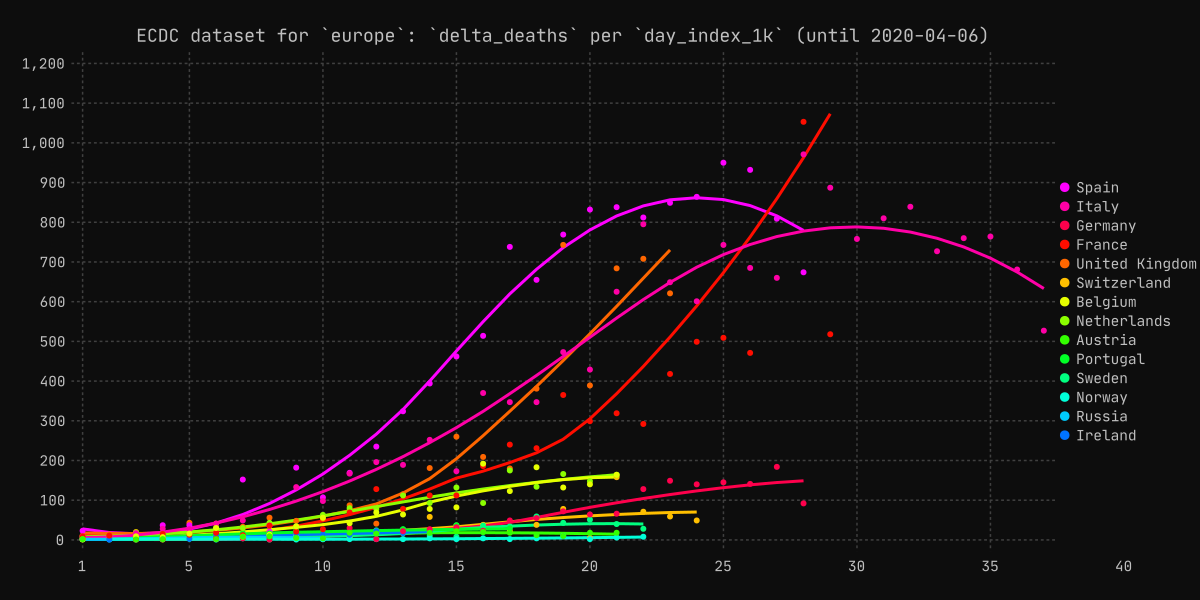 ECDC dataset for `europe`: `delta_deaths` per `day_index_1k` (until 2020-04-06)
1,200
1,100
1,000
900
800
700
600
500
400
300
200
100
0
1 5 10 15 20 25 30 35 40
Spain
Italy
Germany
France
United Kingdom
Switzerland
Belgium
Netherlands
Austria
Portugal
Sweden
Norway
Russia
Ireland